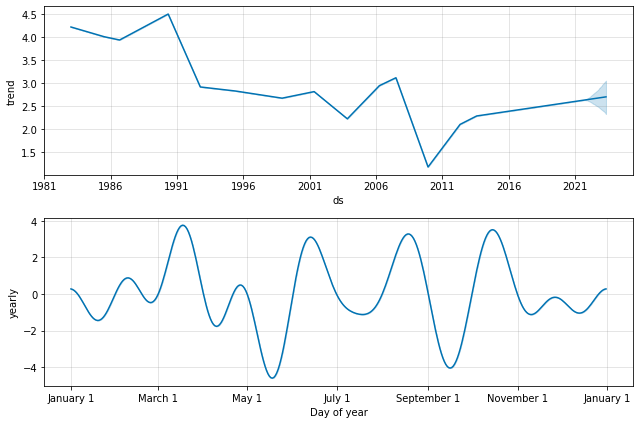 4.5
4.0
3.5
3.0
2.5
2.0
1.5
trend
1981 1986 1991 1996 2001 2006 2011 2016 2021
ds
4
2
0
−2
−4
yearly
January 1 March 1 May 1 July 1 September 1 November 1 January 1
Day of year